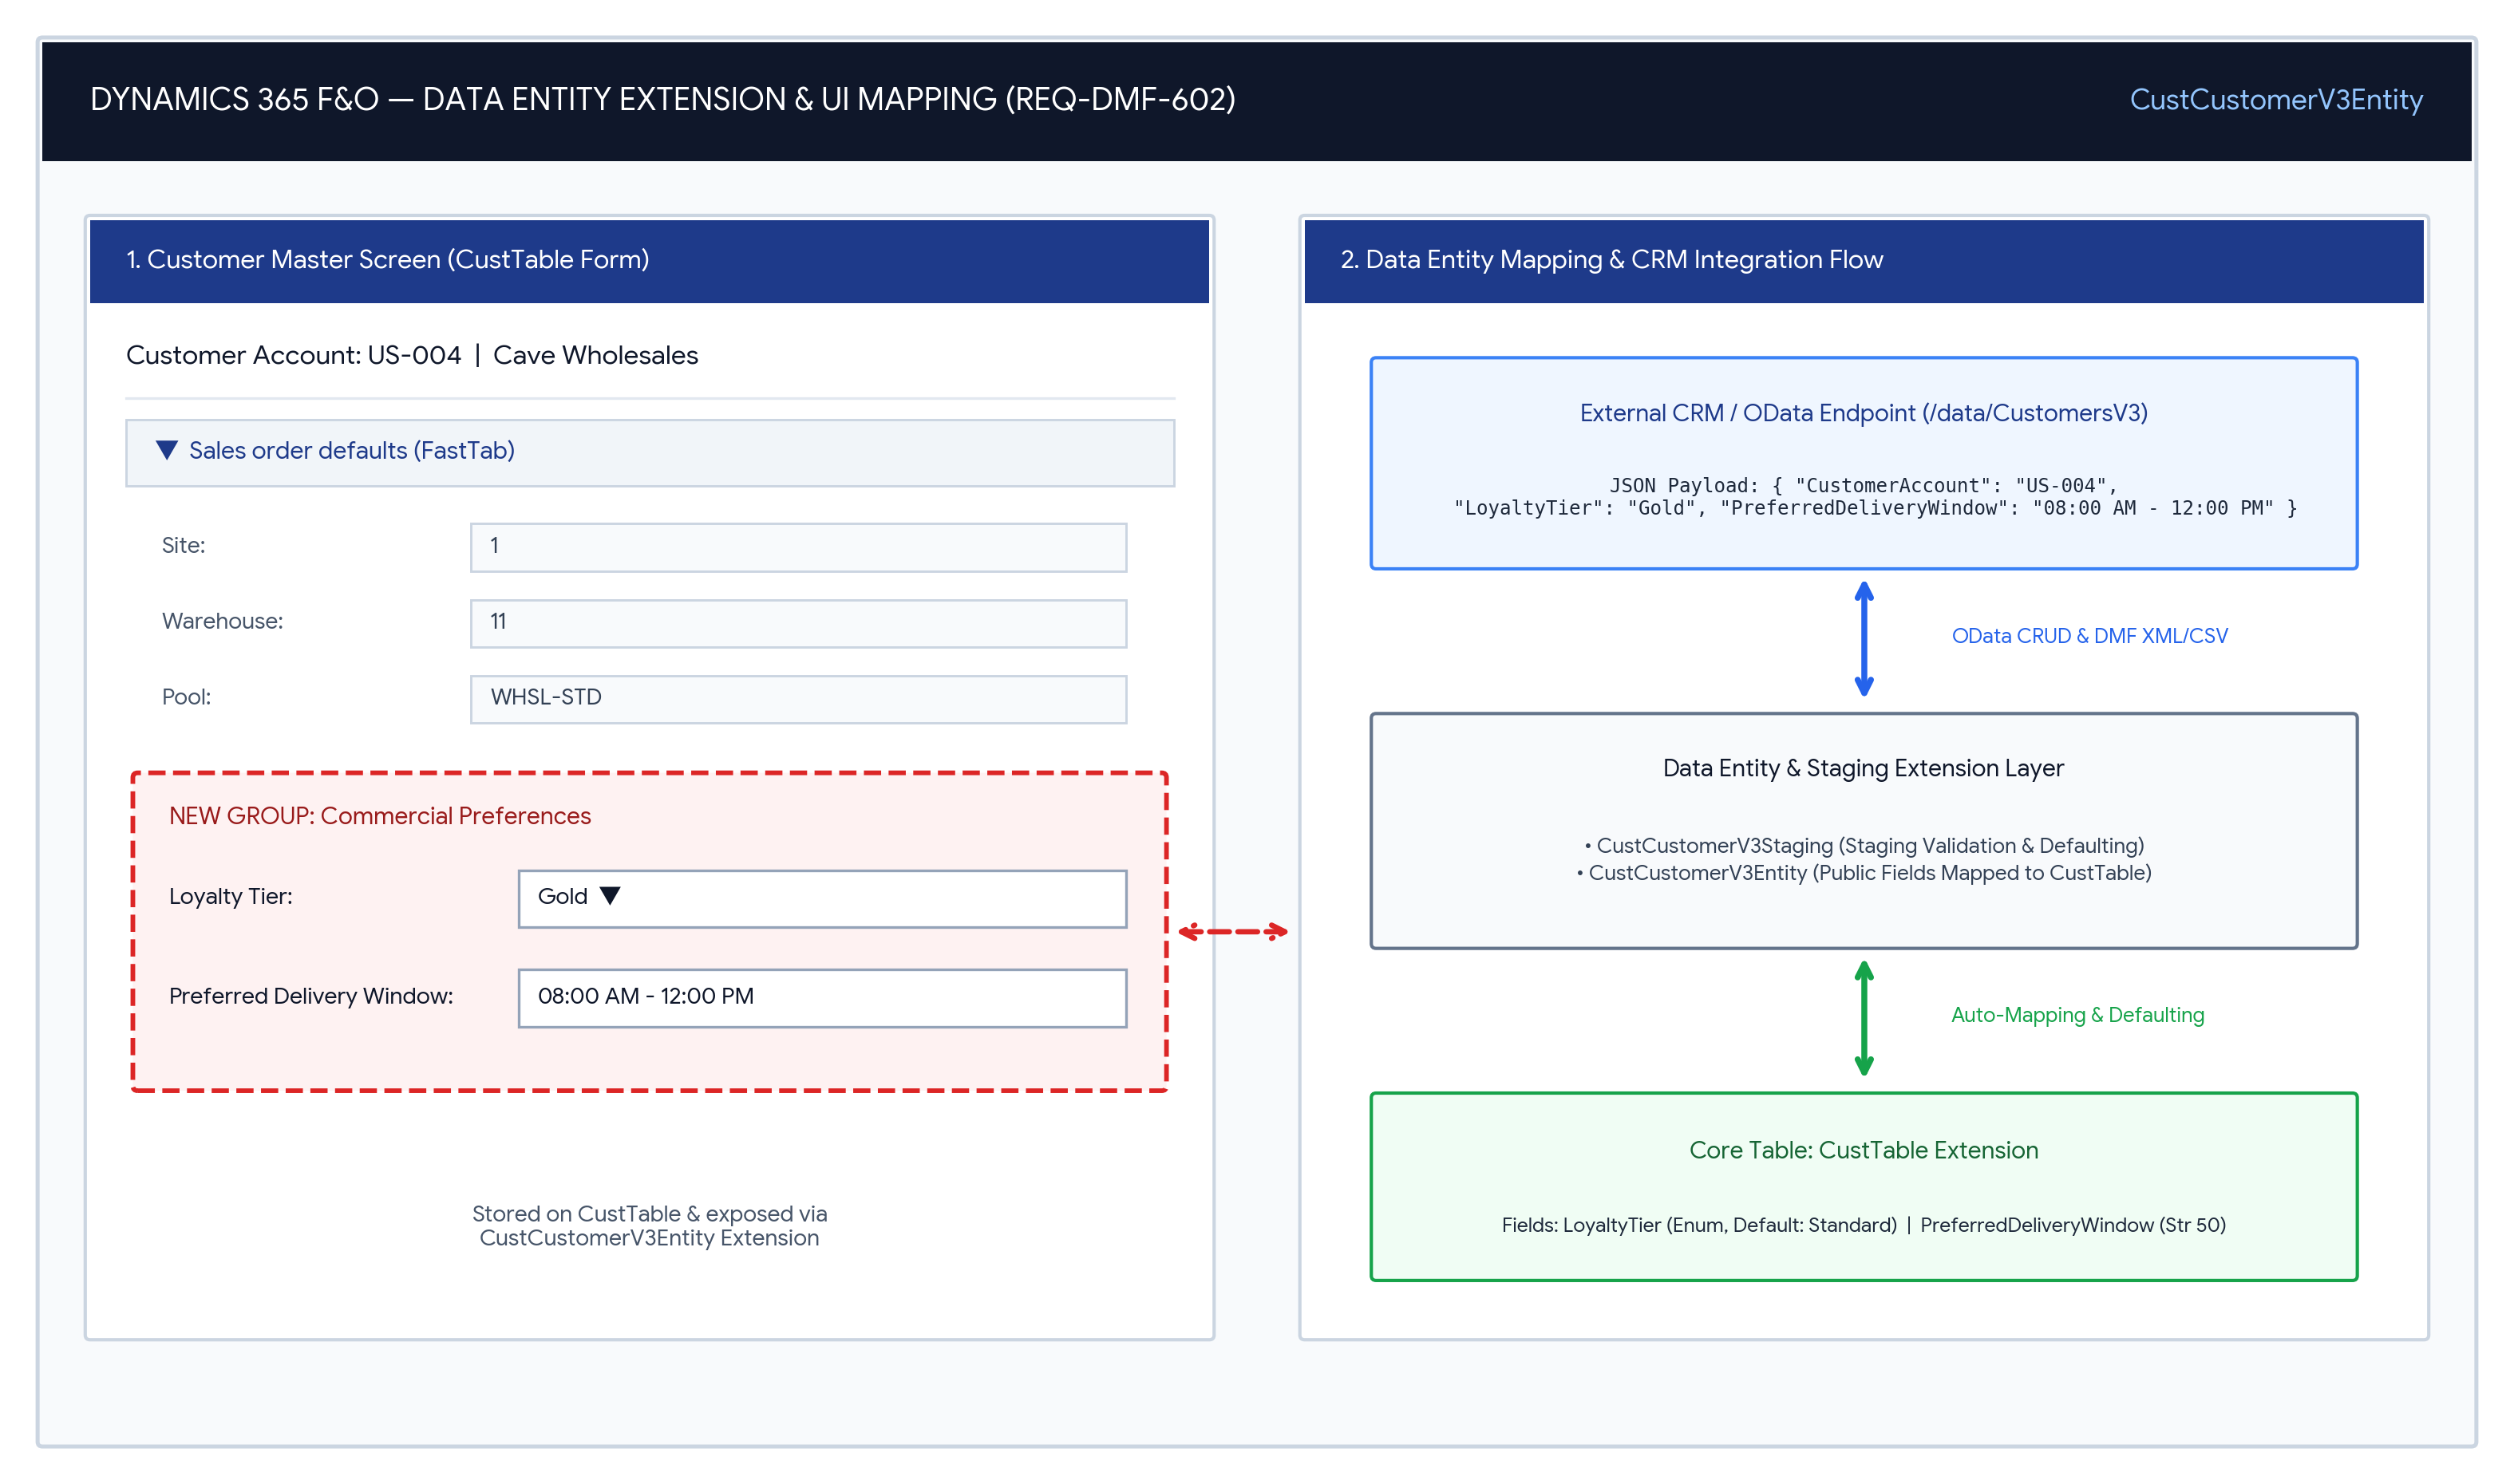 DYNAMICS 365 F&O — DATA ENTITY EXTENSION & UI MAPPING (REQ-DMF-602)
CustCustomerV3Entity
1. Customer Master Screen (CustTable Form)
Customer Account: US-004 | Cave Wholesales
▼ Sales order defaults (FastTab)
Site: 1
Warehouse: 11
Pool: WHSL-STD
NEW GROUP: Commercial Preferences
Loyalty Tier: Gold ▼
Preferred Delivery Window: 08:00 AM - 12:00 PM
Stored on CustTable & exposed via
CustCustomerV3Entity Extension
2. Data Entity Mapping & CRM Integration Flow
External CRM / OData Endpoint (/data/CustomersV3)
JSON Payload: { "CustomerAccount": "US-004",
"LoyaltyTier": "Gold", "PreferredDeliveryWindow": "08:00 AM - 12:00 PM" }
OData CRUD & DMF XML/CSV
Data Entity & Staging Extension Layer
• CustCustomerV3Staging (Staging Validation & Defaulting)
• CustCustomerV3Entity (Public Fields Mapped to CustTable)
Auto-Mapping & Defaulting
Core Table: CustTable Extension
Fields: LoyaltyTier (Enum, Default: Standard) | PreferredDeliveryWindow (Str 50)